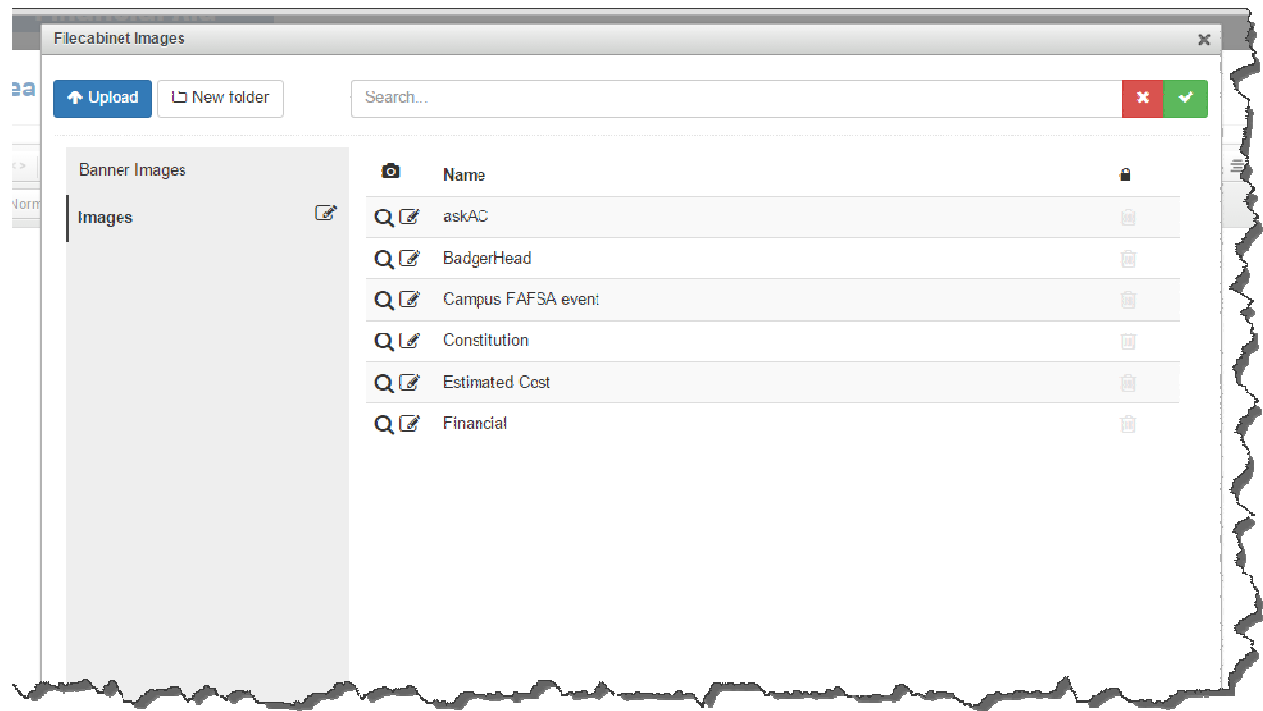 Filecabinet Images
Upload
New folder
Search...
Banner Images
Images
Name
askAC
BadgerHead
Campus FAFSA event
Constitution
Estimated Cost
Financial